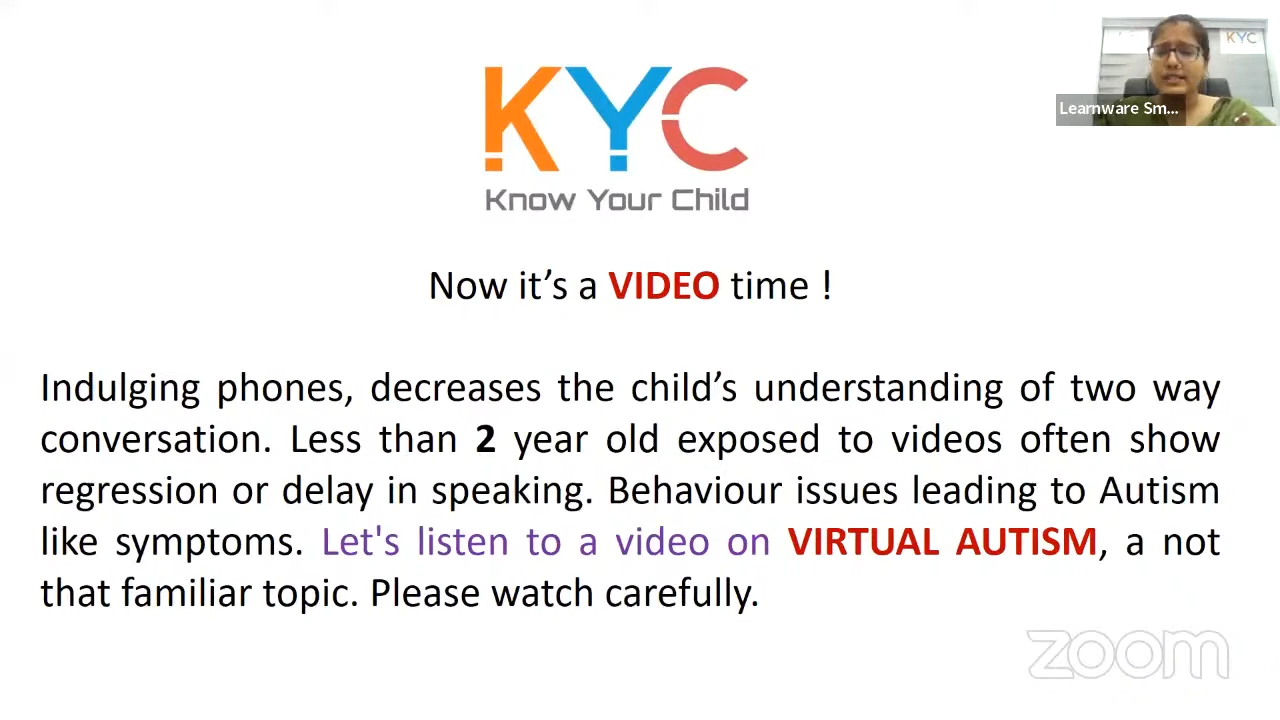 KYC
KYC
Learnware Sm...
Know Your Child
Now it's a VIDEO time !
Indulging phones, decreases the child's understanding of two way
conversation. Less than 2 year old exposed to videos often show
regression or delay in speaking. Behaviour issues leading to Autism
like symptoms. Let's listen to a video on VIRTUAL AUTISM, a not
that familiar topic. Please watch carefully.
zoom